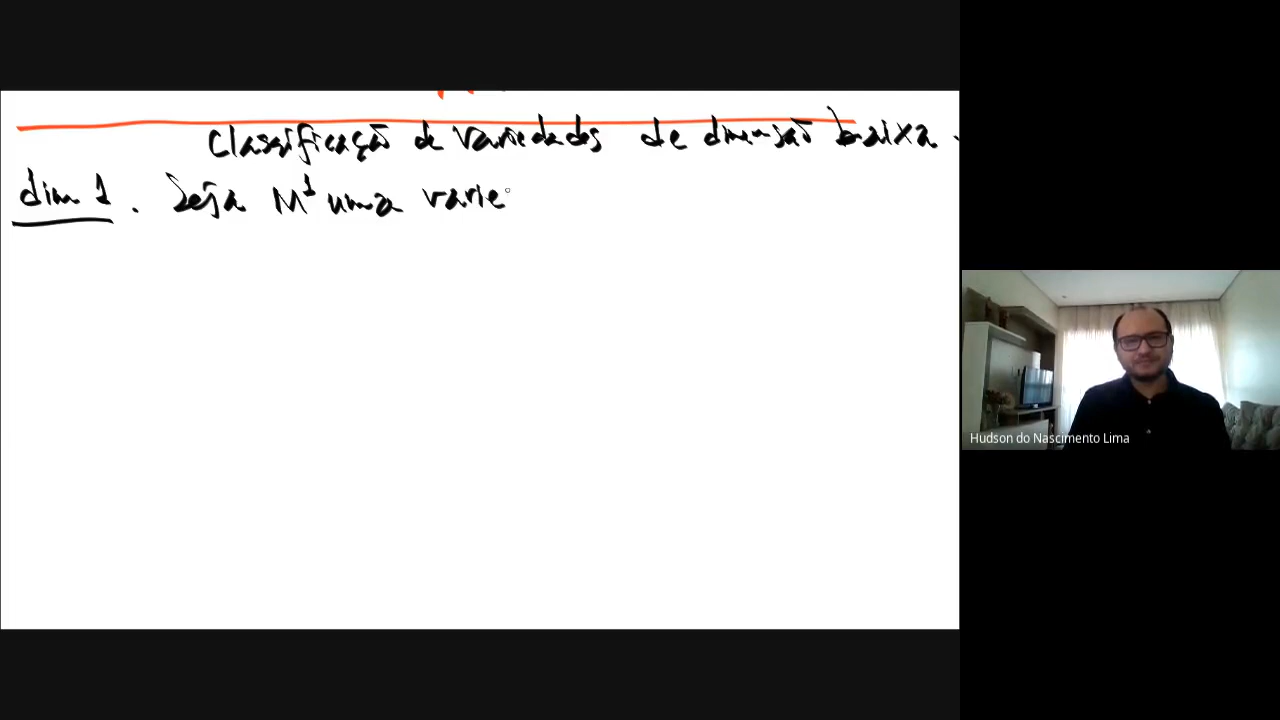 Classificação de variedades de dimensão baixa.
dim 1. Seja M¹ uma varie
Hudson do Nascimento Lima